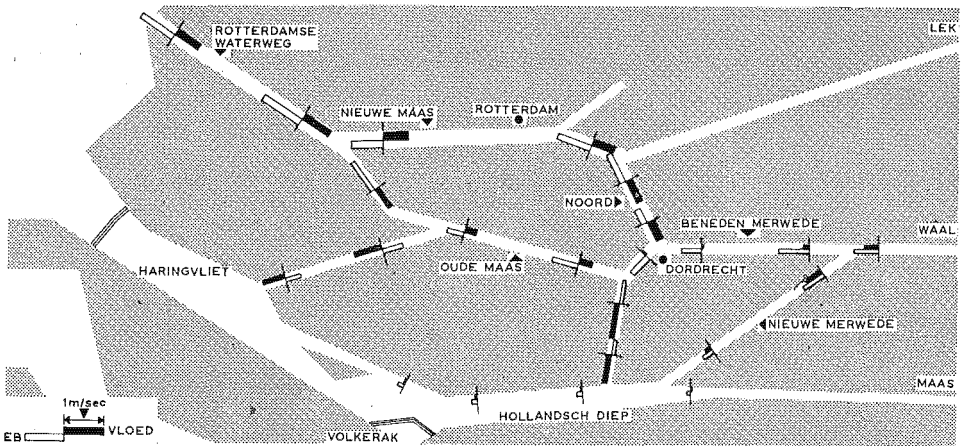 ROTTERDAMSE
WATERWEG
LEK
NIEUWE MAAS
ROTTERDAM
NOORD
BENEDEN MERWEDE
WAAL
HARINGVLIET
OUDE MAAS
DORDRECHT
NIEUWE MERWEDE
MAAS
1m/sec
HOLLANDSCH DIEP
EB
VLOED
VOLKERAK